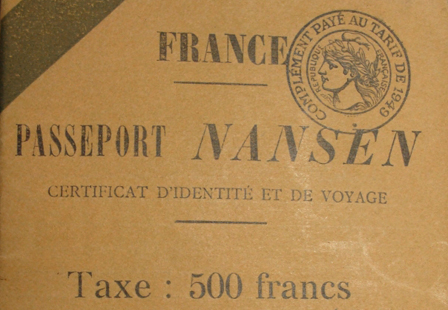 FRANCE
COMPLÉMENT PAYÉ AU TARIF DE 1949
RÉPUBLIQUE FRANÇAISE
PASSEPORT NANSEN
CERTIFICAT D'IDENTITÉ ET DE VOYAGE
Taxe : 500 francs